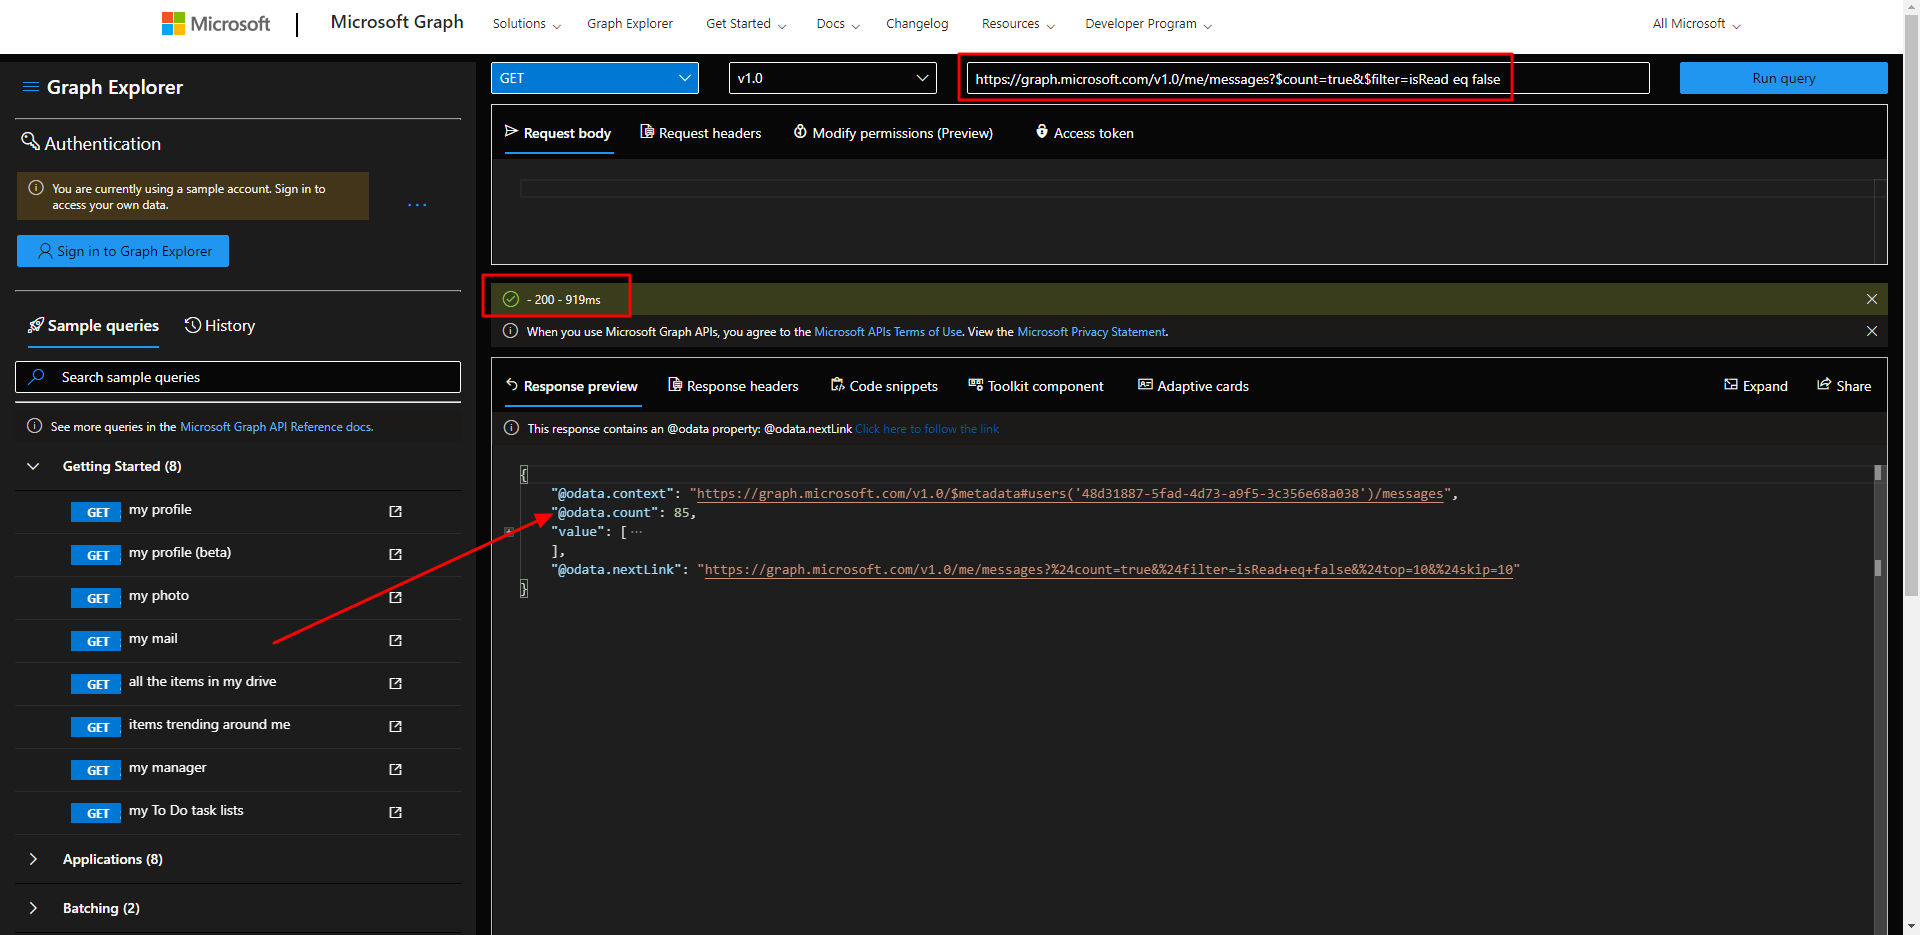 Microsoft
Microsoft Graph
Solutions
Graph Explorer
Get Started
Docs
Changelog
Resources
Developer Program
All Microsoft
Graph Explorer
Authentication
You are currently using a sample account. Sign in to
access your own data.
...
Sign in to Graph Explorer
Sample queries
History
Search sample queries
See more queries in the Microsoft Graph API Reference docs.
Getting Started (8)
GET my profile
GET my profile (beta)
GET my photo
GET my mail
GET all the items in my drive
GET items trending around me
GET my manager
GET my To Do task lists
Applications (8)
Batching (2)
GET
v1.0
https://graph.microsoft.com/v1.0/me/messages?$count=true&$filter=isRead eq false
Run query
Request body
Request headers
Modify permissions (Preview)
Access token
- 200 - 919ms
When you use Microsoft Graph APIs, you agree to the Microsoft APIs Terms of Use. View the Microsoft Privacy Statement.
Response preview
Response headers
Code snippets
Toolkit component
Adaptive cards
Expand
Share
This response contains an @odata property: @odata.nextLink Click here to follow the link
{
"@odata.context": "https://graph.microsoft.com/v1.0/$metadata#users('48d31887-5fad-4d73-a9f5-3c356e68a038')/messages",
"@odata.count": 85,
"value": [ ...
],
"@odata.nextLink": "https://graph.microsoft.com/v1.0/me/messages?%24count=true&%24filter=isRead+eq+false&%24top=10&%24skip=10"
}